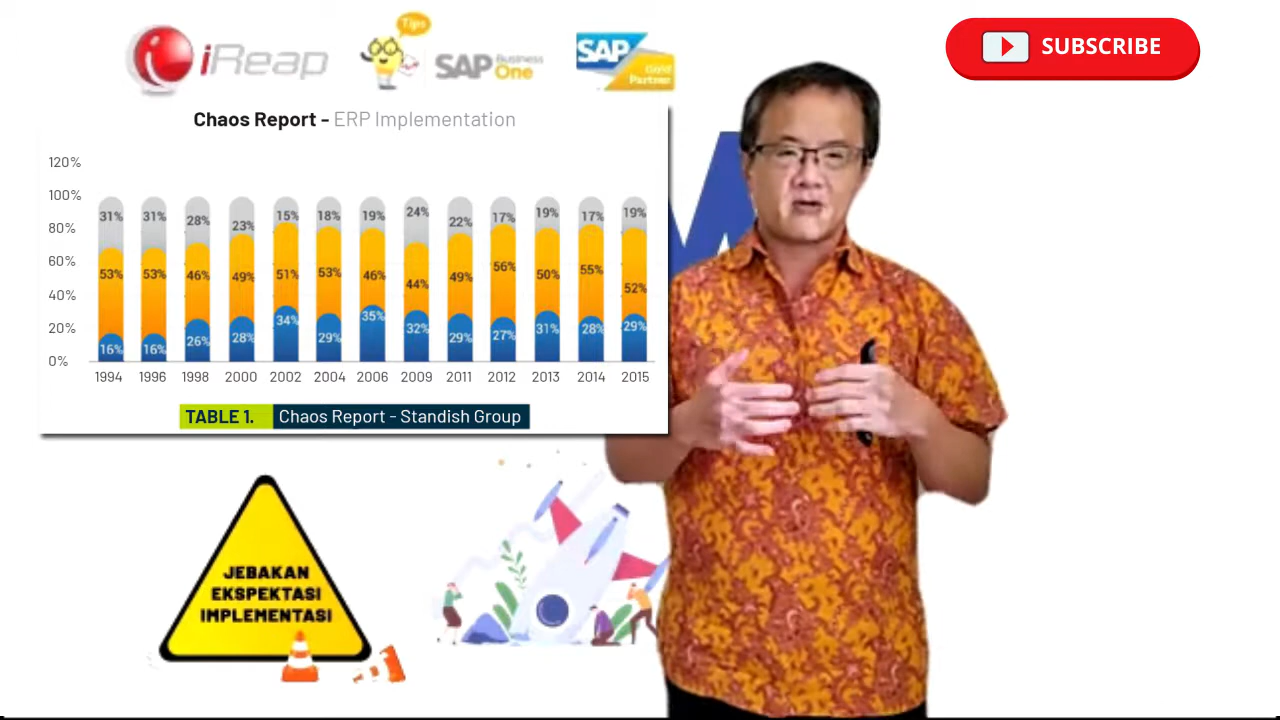 iReap
Tips
SAP Business One
SAP Gold Partner
SUBSCRIBE
Chaos Report - ERP Implementation
120%
100%
80%
60%
40%
20%
0%
31% 31% 28% 23% 15% 18% 19% 24% 22% 17% 19% 17% 19%
53% 53% 46% 49% 51% 53% 46% 44% 49% 56% 50% 55% 52%
16% 16% 26% 28% 34% 29% 35% 32% 29% 27% 31% 28% 29%
1994 1996 1998 2000 2002 2004 2006 2009 2011 2012 2013 2014 2015
TABLE 1. Chaos Report - Standish Group
JEBAKAN
EKSPEKTASI
IMPLEMENTASI